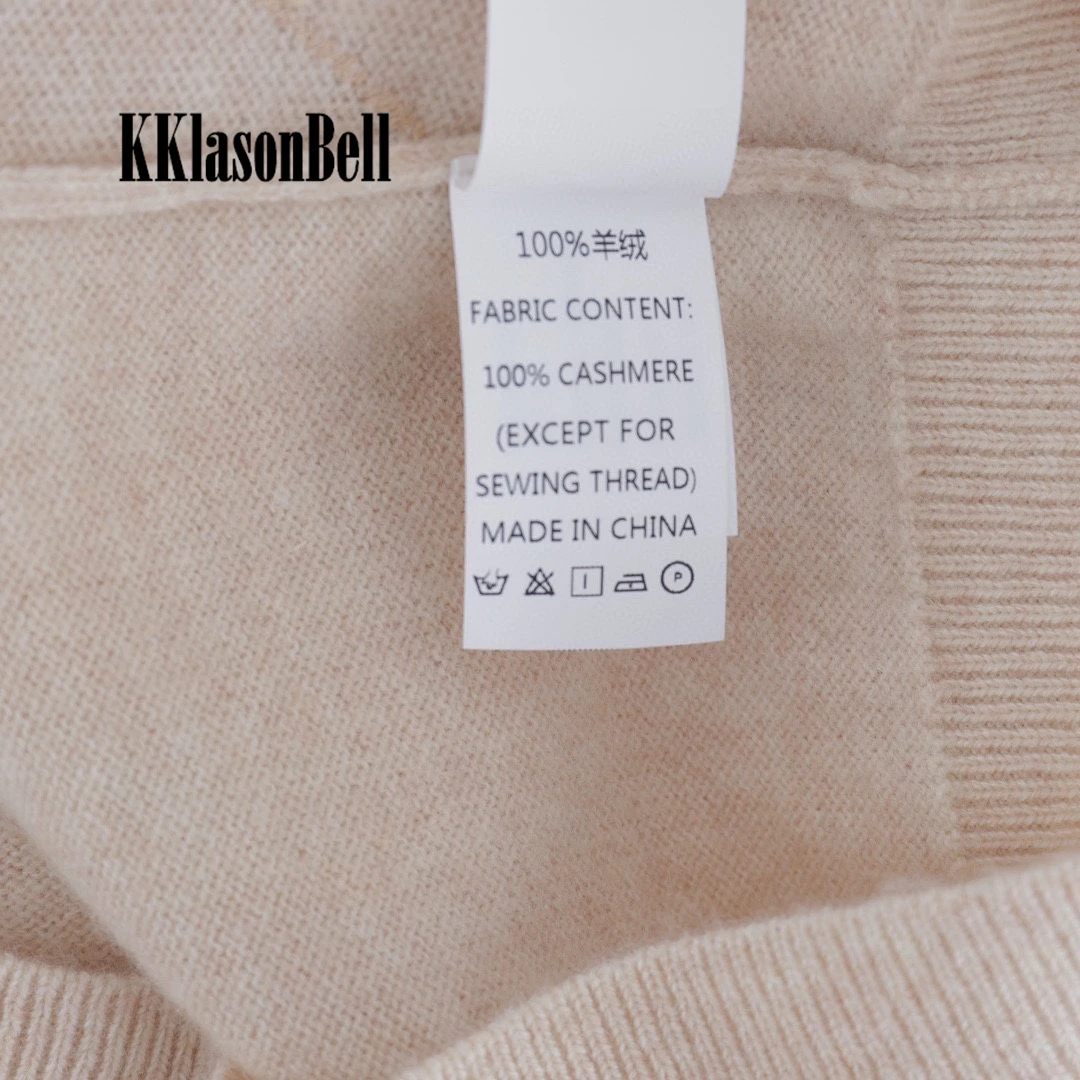 KKlasonBell
100%羊绒
FABRIC CONTENT:
100% CASHMERE
(EXCEPT FOR
SEWING THREAD)
MADE IN CHINA
P